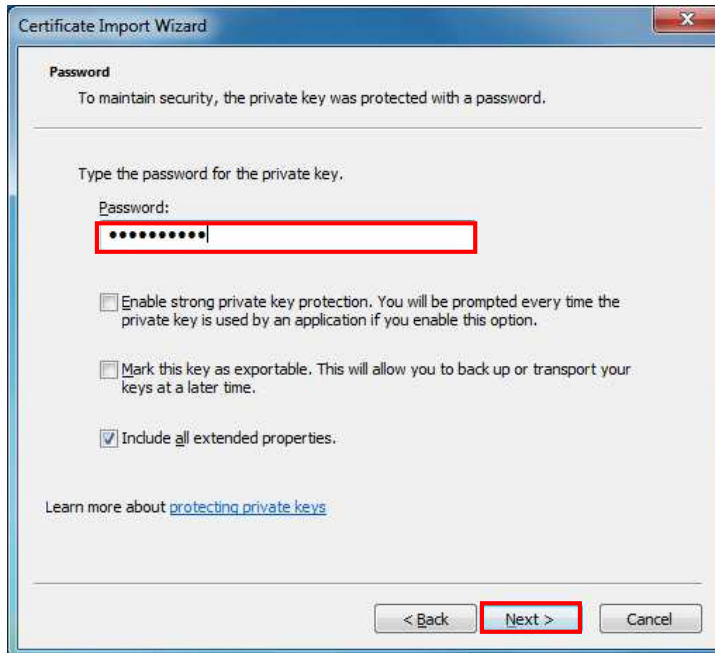 Certificate Import Wizard
Password
To maintain security, the private key was protected with a password.
Type the password for the private key.
Password:
••••••••••
Enable strong private key protection. You will be prompted every time the
private key is used by an application if you enable this option.
Mark this key as exportable. This will allow you to back up or transport your
keys at a later time.
Include all extended properties.
Learn more about protecting private keys
< Back Next > Cancel